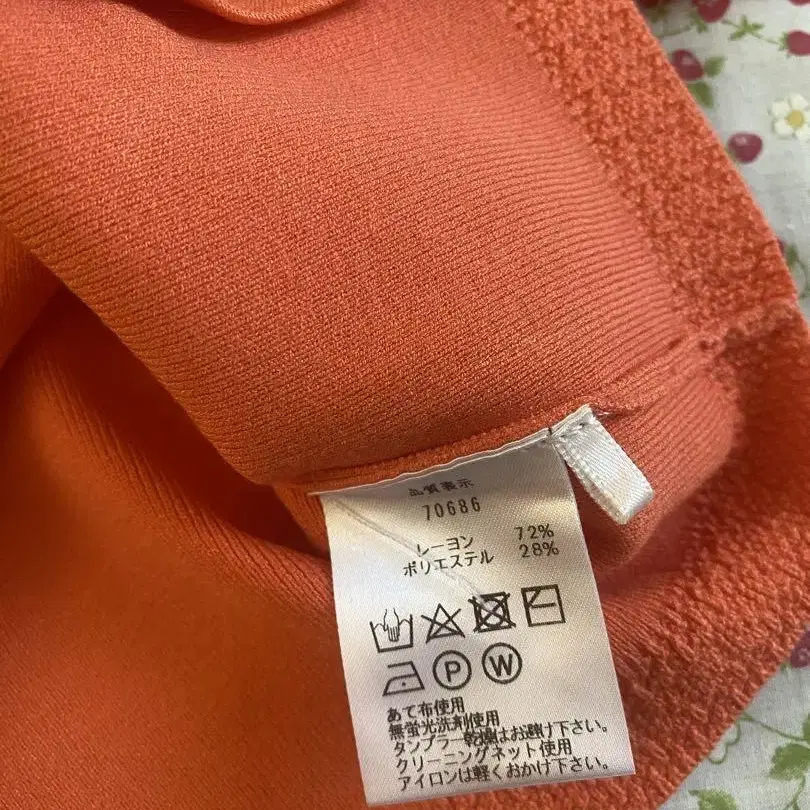 品質表示
70686
レーヨン 72%
ポリエステル 28%
P W
あて布使用
無蛍光洗剤使用
タンブラー乾燥はお避け下さい。
クリーニングネット使用
アイロンは軽くおかけ下さい。